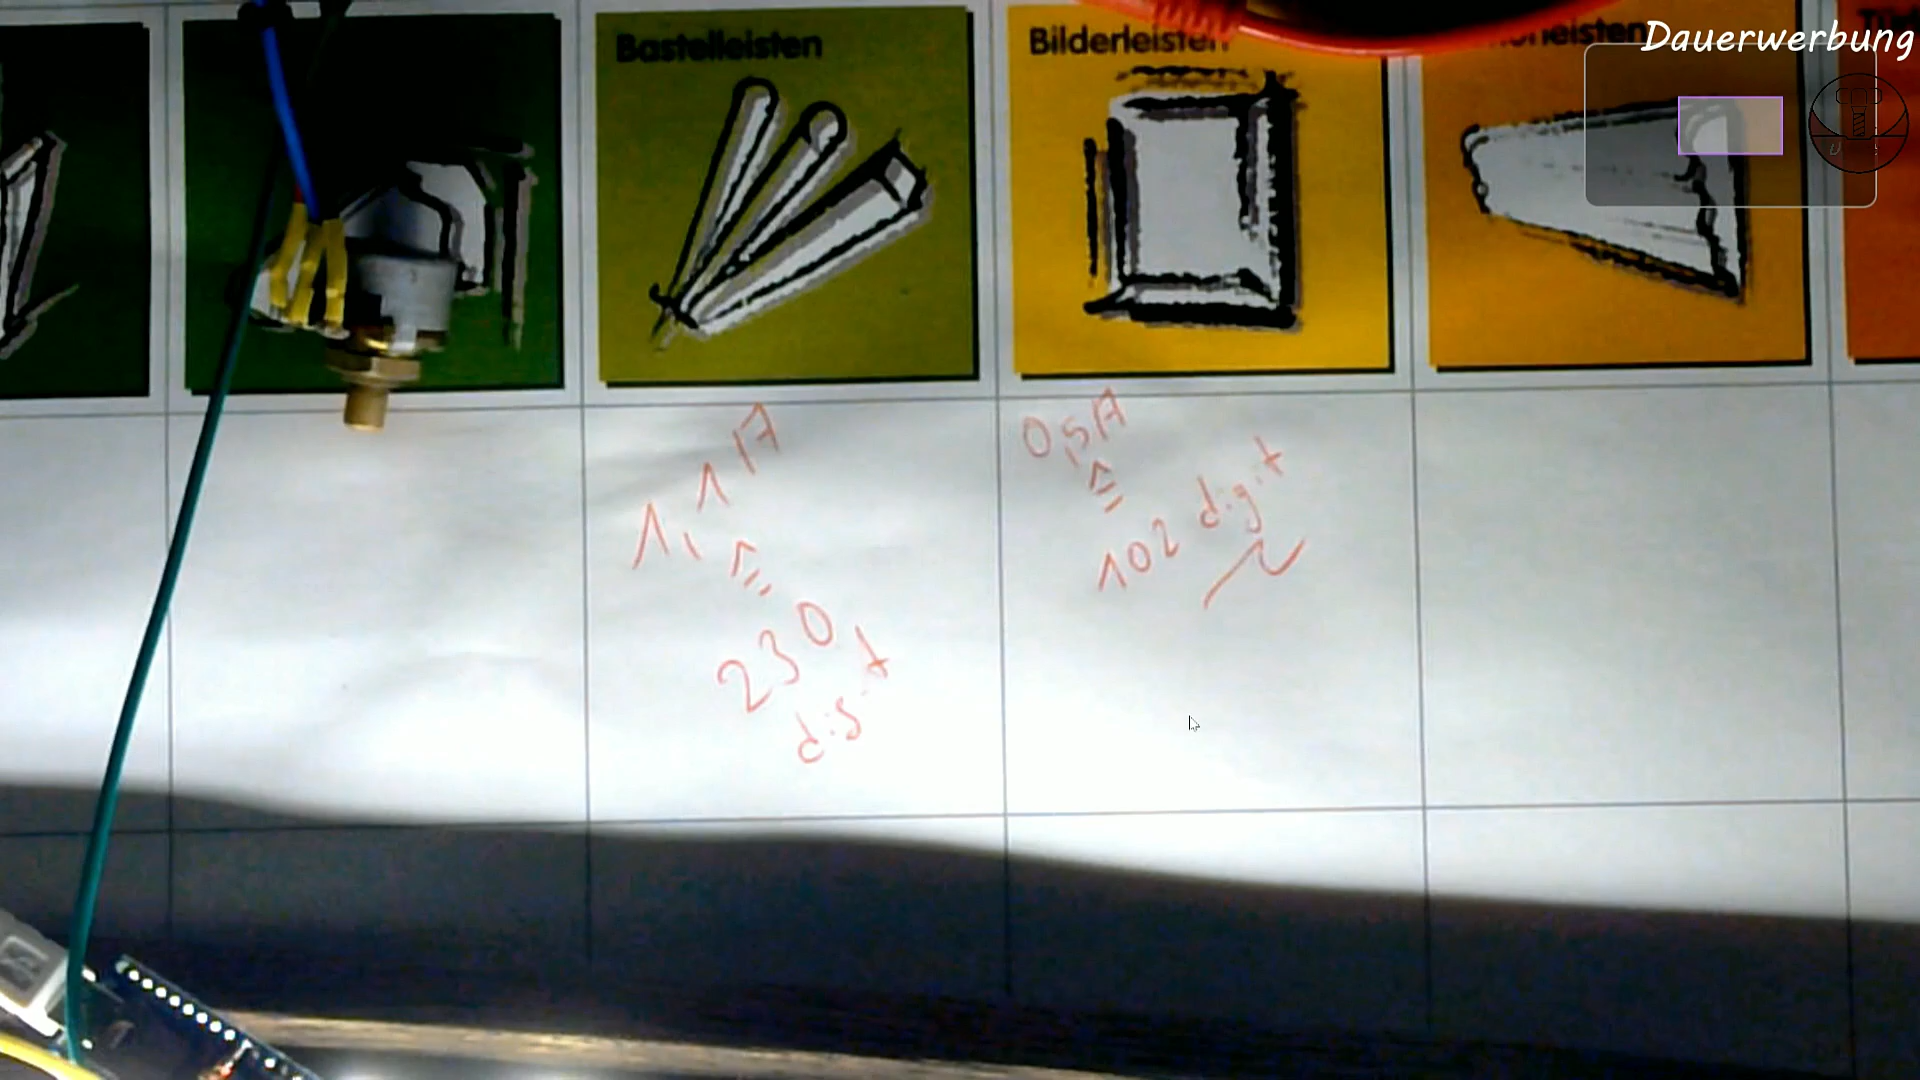 Dauerwerbung
Bastelleisten
Bilderleisten
1,1 A
≙
230
digit
0,5 A
≙
102 digit